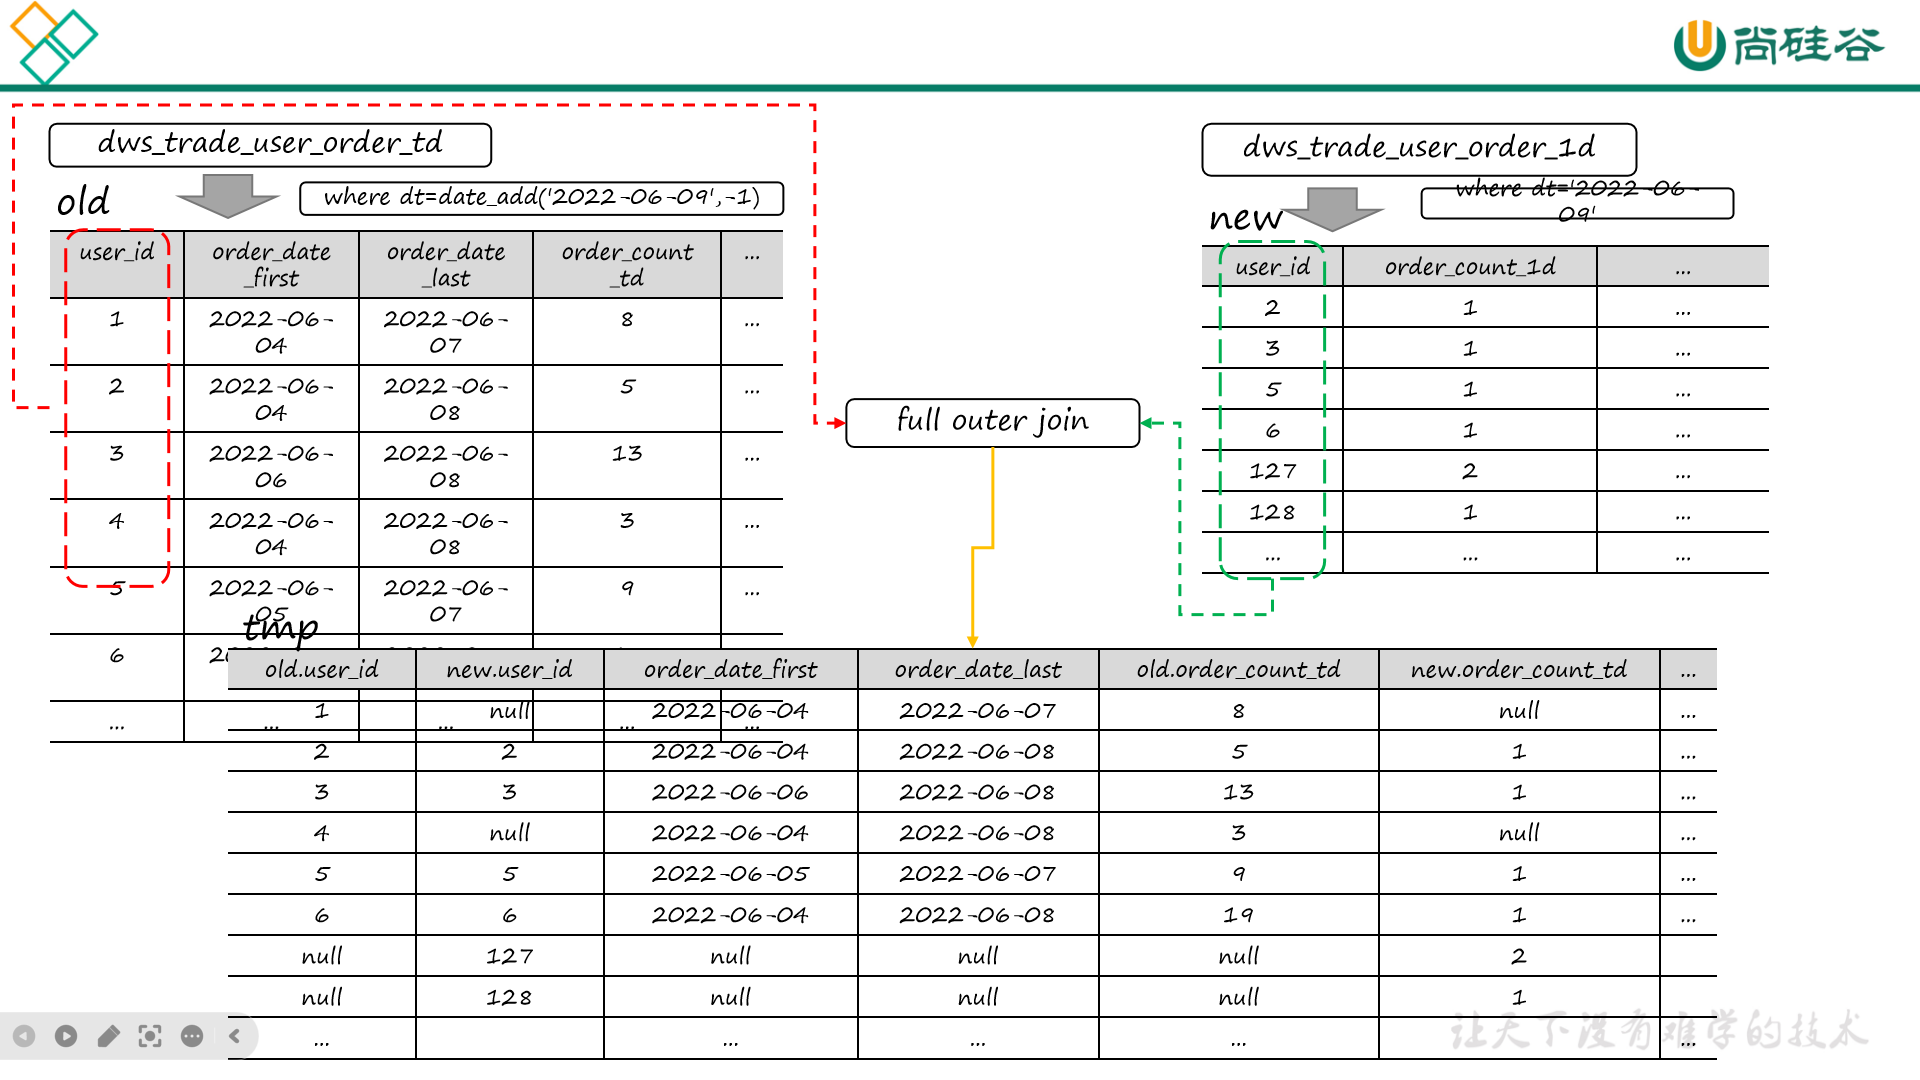 尚硅谷
dws_trade_user_order_td
old
where dt=date_add('2022-06-09',-1)
user_id order_date_first order_date_last order_count_td ...
1 2022-06-04 2022-06-07 8 ...
2 2022-06-04 2022-06-08 5 ...
3 2022-06-06 2022-06-08 13 ...
4 2022-06-04 2022-06-08 3 ...
5 2022-06-05 2022-06-07 9 ...
6
... ... ... ... ...
full outer join
dws_trade_user_order_1d
new
where dt='2022-06-
09'
user_id order_count_1d ...
2 1 ...
3 1 ...
5 1 ...
6 1 ...
127 2 ...
128 1 ...
... ... ...
tmp
old.user_id new.user_id order_date_first order_date_last old.order_count_td new.order_count_td ...
1 null 2022-06-04 2022-06-07 8 null ...
2 2 2022-06-04 2022-06-08 5 1 ...
3 3 2022-06-06 2022-06-08 13 1 ...
4 null 2022-06-04 2022-06-08 3 null ...
5 5 2022-06-05 2022-06-07 9 1 ...
6 6 2022-06-04 2022-06-08 19 1 ...
null 127 null null null 2
null 128 null null null 1
... ... ... ... ...
让天下没有难学的技术